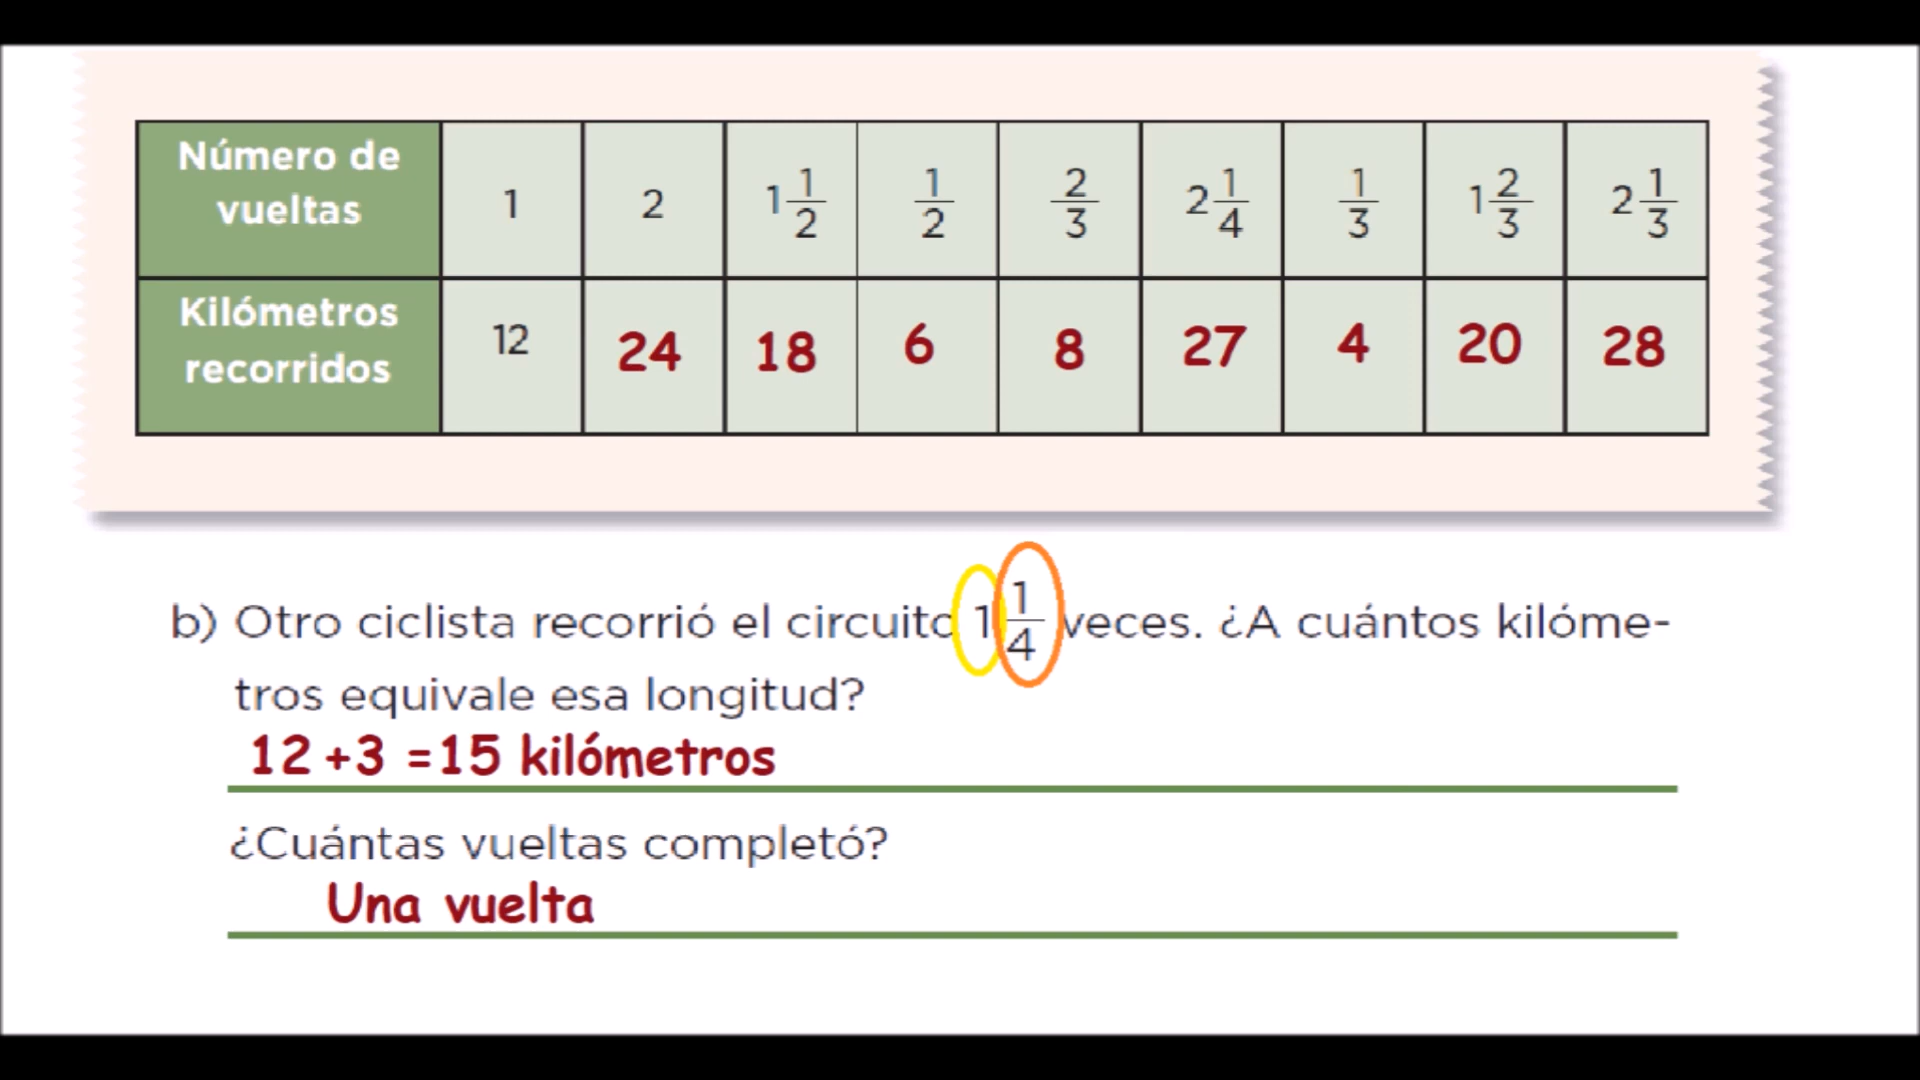 Número de vueltas 1 2 1 1/2 1/2 2/3 2 1/4 1/3 1 2/3 2 1/3
Kilómetros recorridos 12 24 18 6 8 27 4 20 28
b) Otro ciclista recorrió el circuito 1 1/4 veces. ¿A cuántos kilóme-
tros equivale esa longitud?
12 +3 =15 kilómetros
¿Cuántas vueltas completó?
Una vuelta